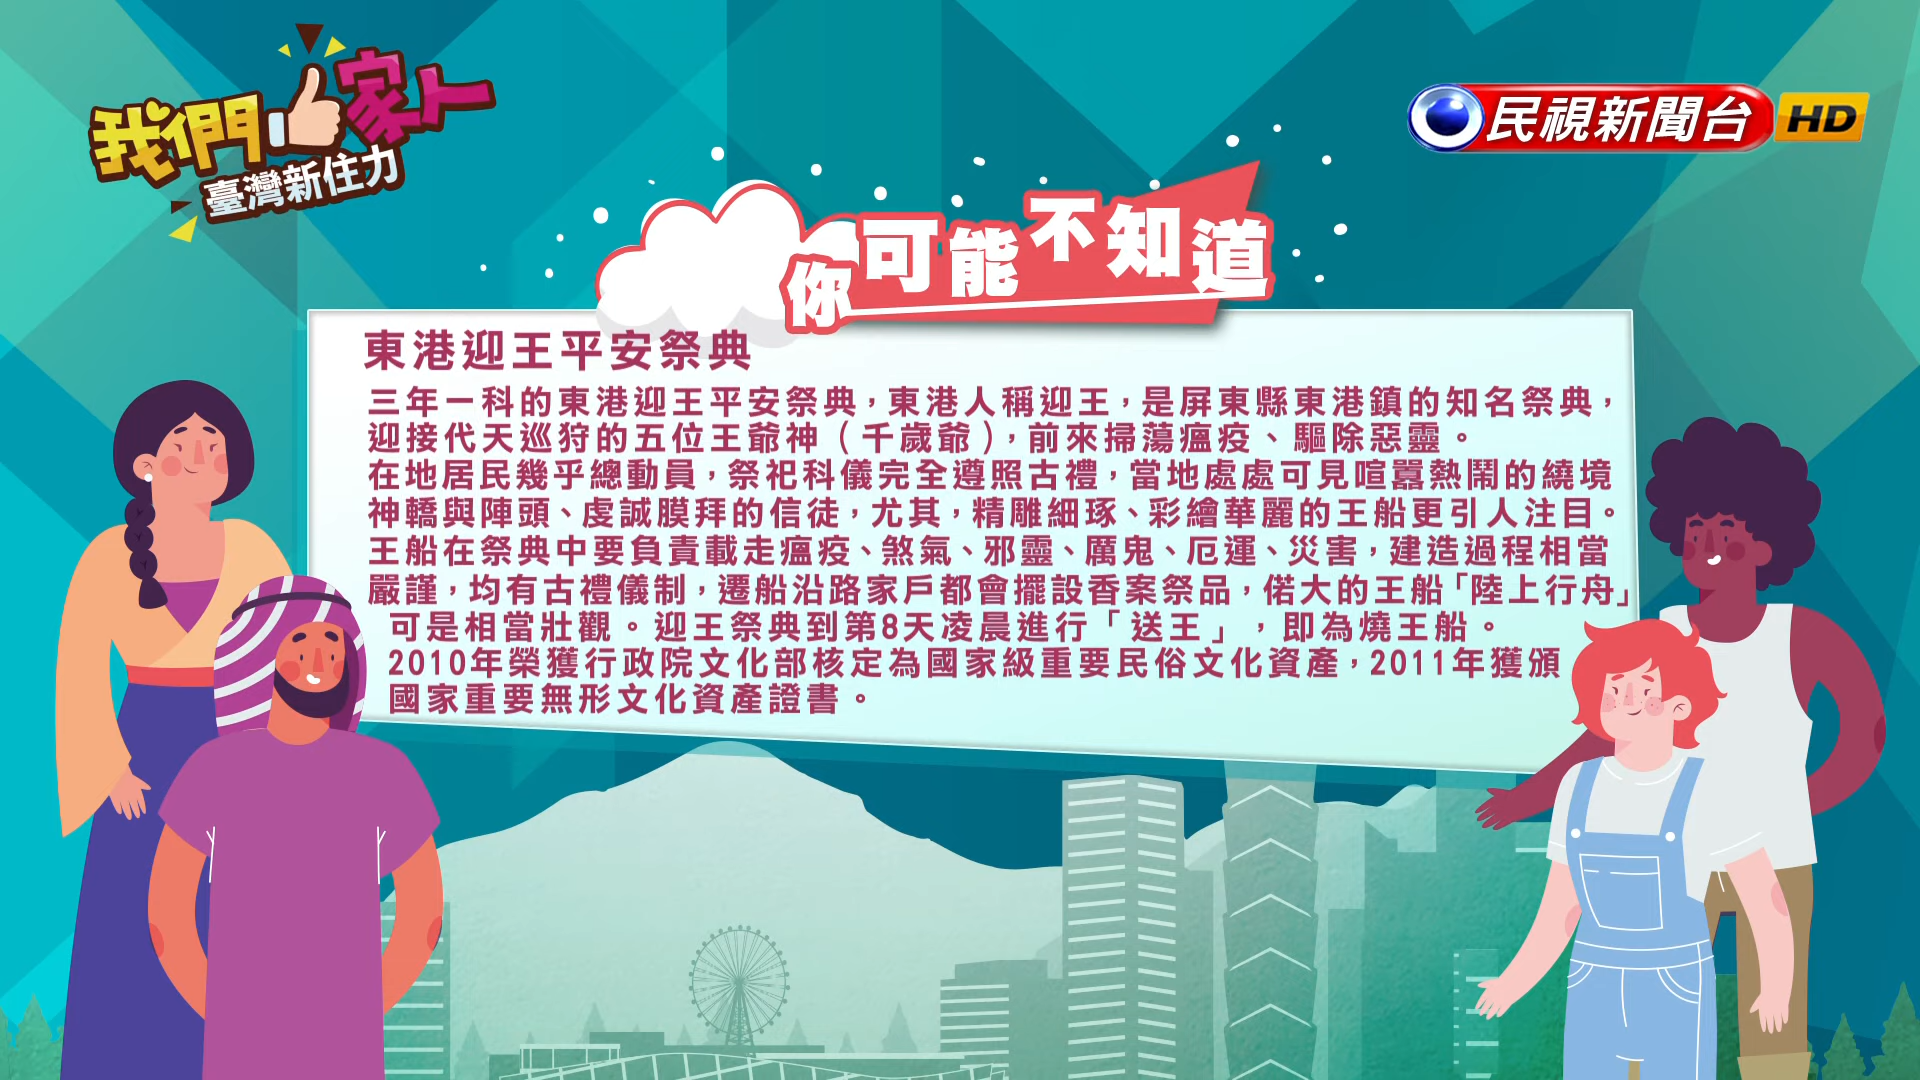 我們 家人
臺灣新住力
民視新聞台 HD
你可能不知道
東港迎王平安祭典
三年一科的東港迎王平安祭典，東港人稱迎王，是屏東縣東港鎮的知名祭典，
迎接代天巡狩的五位王爺神（千歲爺），前來掃蕩瘟疫、驅除惡靈。
在地居民幾乎總動員，祭祀科儀完全遵照古禮，當地處處可見喧囂熱鬧的繞境
神轎與陣頭、虔誠膜拜的信徒，尤其，精雕細琢、彩繪華麗的王船更引人注目。
王船在祭典中要負責載走瘟疫、煞氣、邪靈、厲鬼、厄運、災害，建造過程相當
嚴謹，均有古禮儀制，遷船沿路家戶都會擺設香案祭品，偌大的王船「陸上行舟」
可是相當壯觀。迎王祭典到第8天凌晨進行「送王」，即為燒王船。
2010年榮獲行政院文化部核定為國家級重要民俗文化資產，2011年獲頒
國家重要無形文化資產證書。